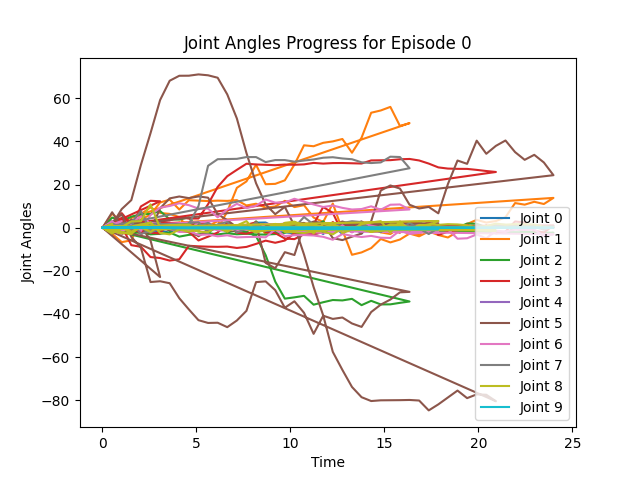 Joint Angles Progress for Episode 0
Joint Angles
60
40
20
0
−20
−40
−60
−80
0
5
10
15
20
25
Time
Joint 0
Joint 1
Joint 2
Joint 3
Joint 4
Joint 5
Joint 6
Joint 7
Joint 8
Joint 9